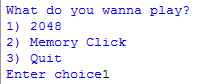 What do you wanna play?
1) 2048
2) Memory Click
3) Quit
Enter choice1